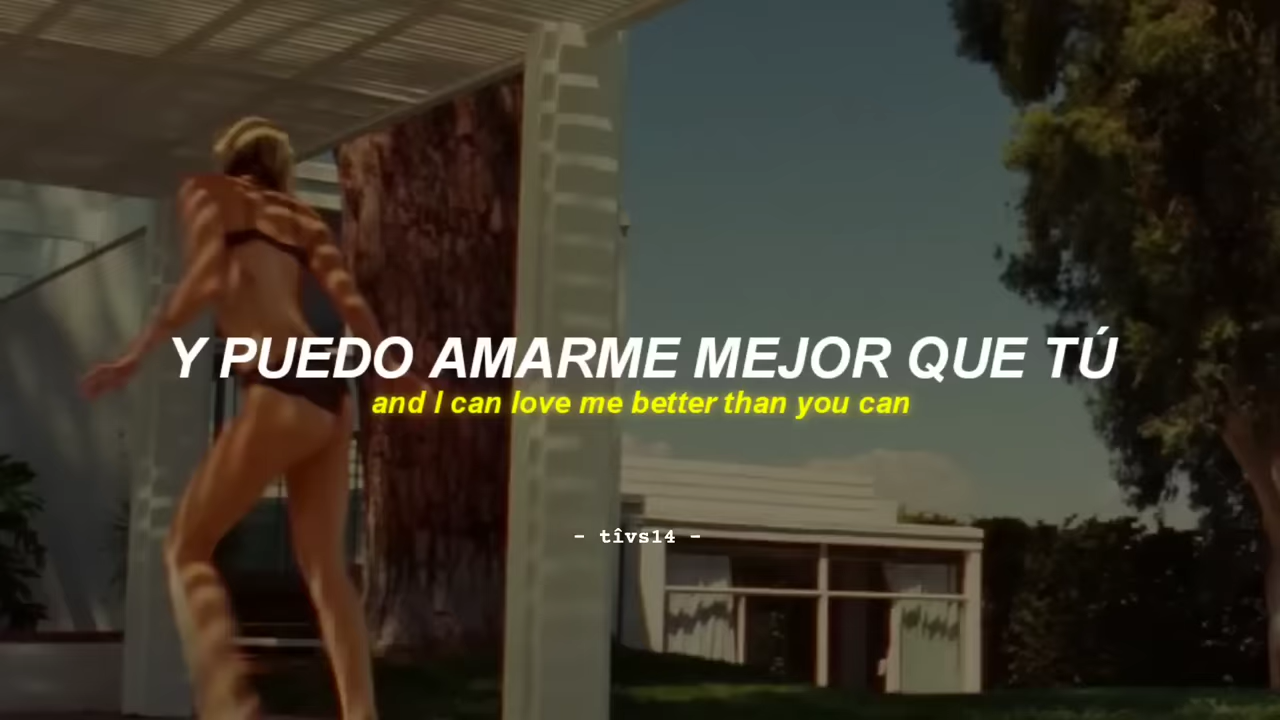 Y PUEDO AMARME MEJOR QUE TÚ
and I can love me better than you can
- tîvs14 -